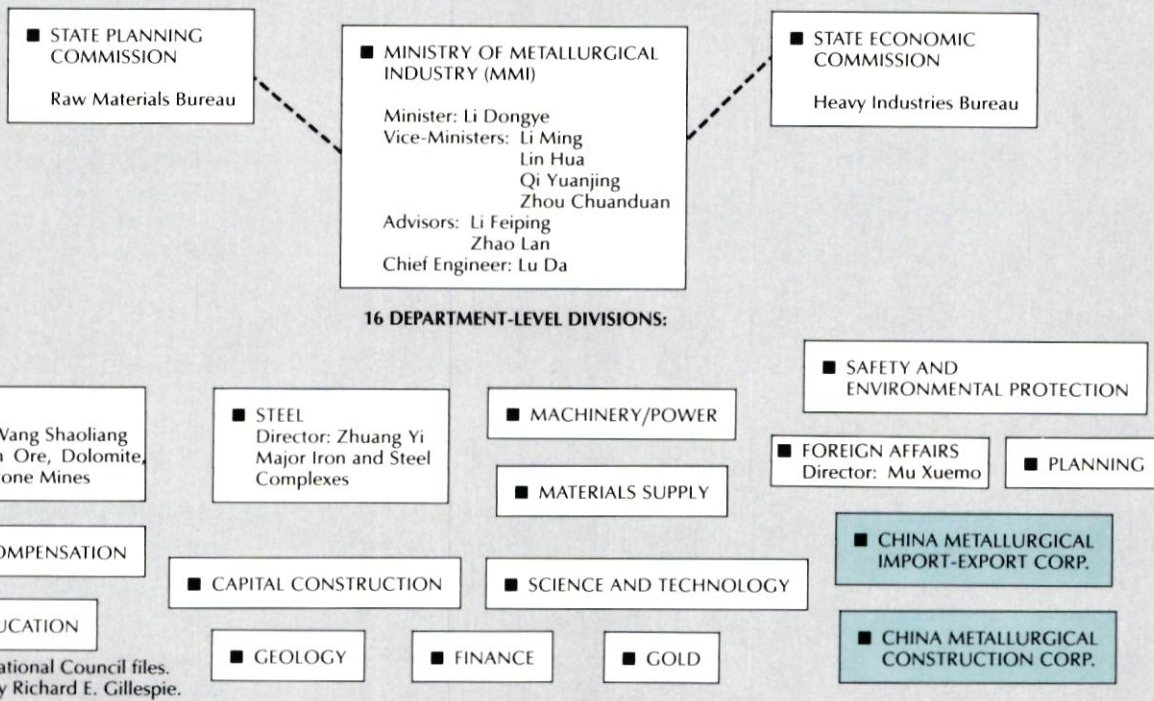 ■ STATE PLANNING
COMMISSION
Raw Materials Bureau
■ MINISTRY OF METALLURGICAL
INDUSTRY (MMI)
Minister: Li Dongye
Vice-Ministers: Li Ming
Lin Hua
Qi Yuanjing
Zhou Chuanduan
Advisors: Li Feiping
Zhao Lan
Chief Engineer: Lu Da
■ STATE ECONOMIC
COMMISSION
Heavy Industries Bureau
16 DEPARTMENT-LEVEL DIVISIONS:
Wang Shaoliang
Ore, Dolomite,
one Mines
■ STEEL
Director: Zhuang Yi
Major Iron and Steel
Complexes
■ MACHINERY/POWER
■ MATERIALS SUPPLY
■ SAFETY AND
ENVIRONMENTAL PROTECTION
■ FOREIGN AFFAIRS
Director: Mu Xuemo
■ PLANNING
OMPENSATION
■ CAPITAL CONSTRUCTION
■ SCIENCE AND TECHNOLOGY
■ CHINA METALLURGICAL
IMPORT-EXPORT CORP.
UCATION
■ GEOLOGY
■ FINANCE
■ GOLD
■ CHINA METALLURGICAL
CONSTRUCTION CORP.
ational Council files.
y Richard E. Gillespie.